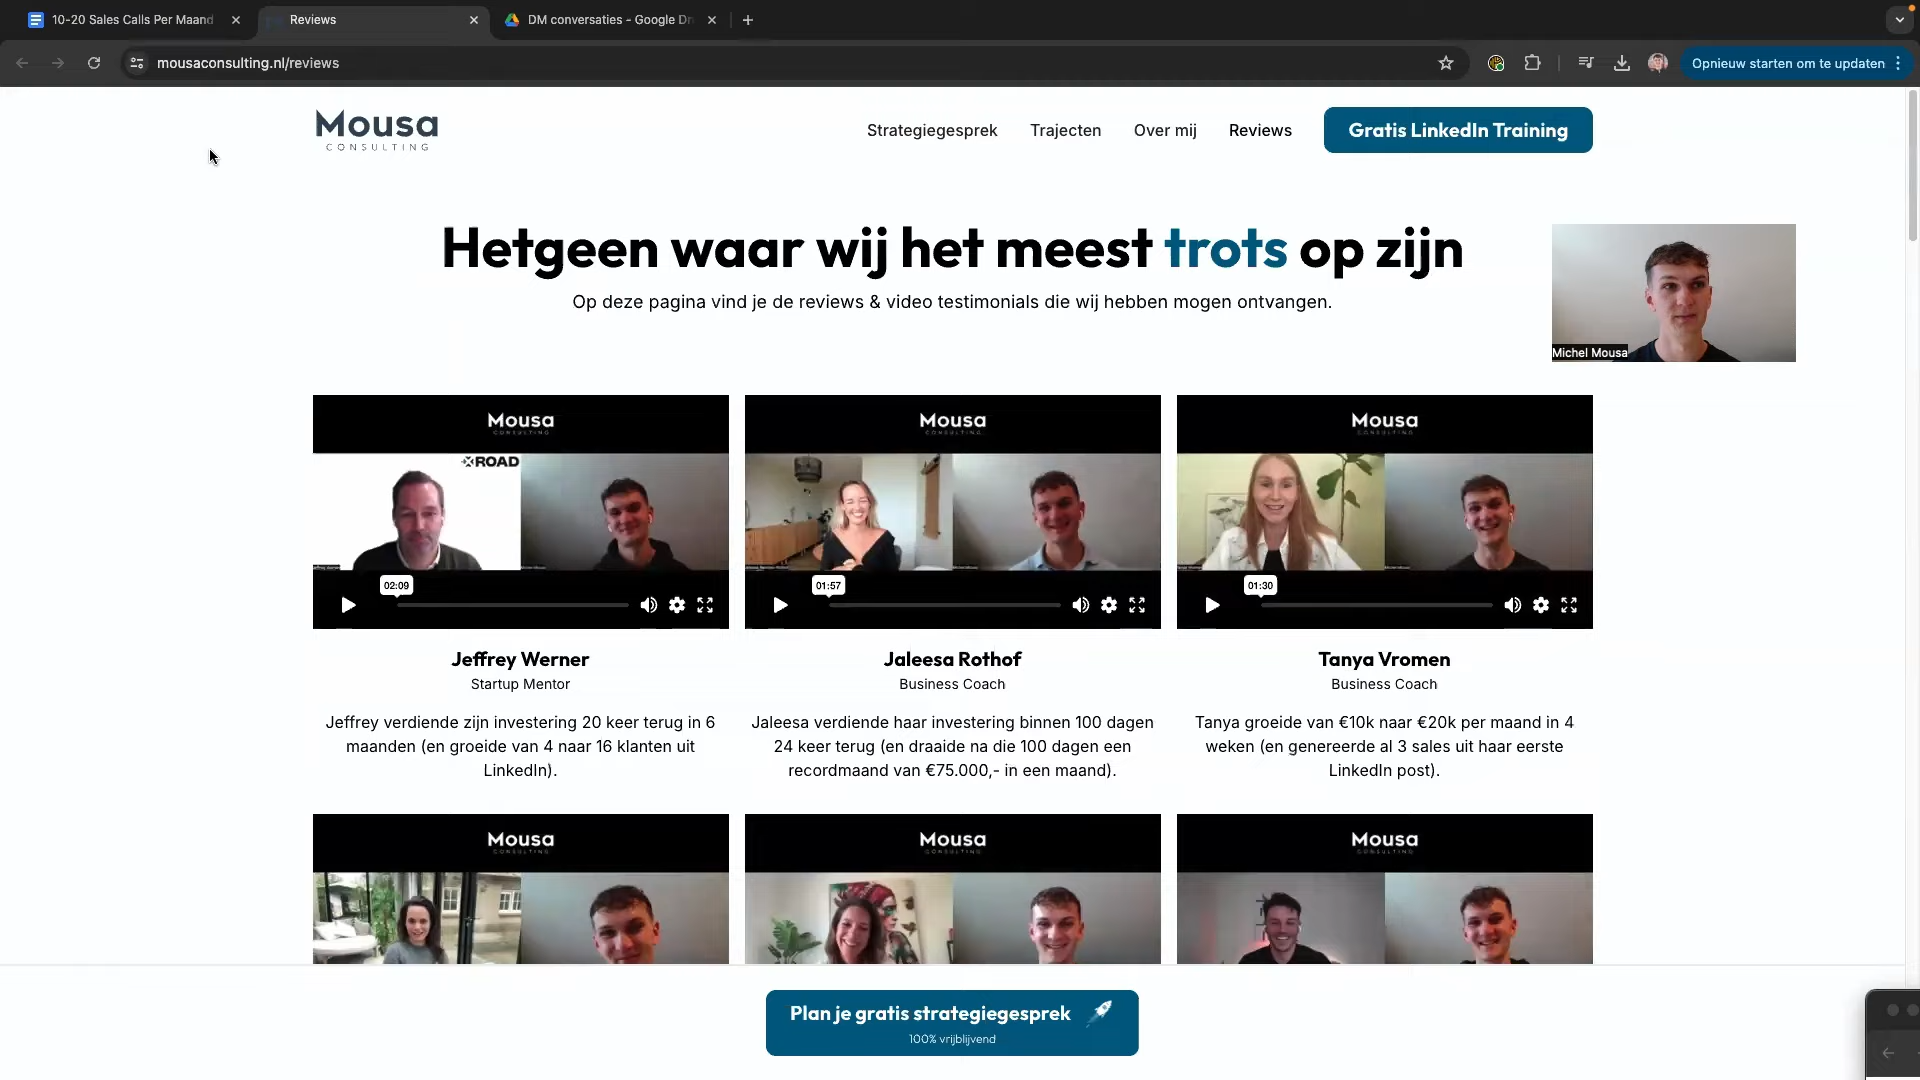 10-20 Sales Calls Per Maand
Reviews
DM conversaties - Google Dr
mousaconsulting.nl/reviews
Opnieuw starten om te updaten
Mousa
CONSULTING
Strategiegesprek
Trajecten
Over mij
Reviews
Gratis LinkedIn Training
Hetgeen waar wij het meest trots op zijn
Op deze pagina vind je de reviews & video testimonials die wij hebben mogen ontvangen.
Michel Mousa
Mousa
CONSULTING
ROAD
02:09
Mousa
CONSULTING
01:57
Mousa
CONSULTING
01:30
Jeffrey Werner
Startup Mentor
Jeffrey verdiende zijn investering 20 keer terug in 6
maanden (en groeide van 4 naar 16 klanten uit
LinkedIn).
Jaleesa Rothof
Business Coach
Jaleesa verdiende haar investering binnen 100 dagen
24 keer terug (en draaide na die 100 dagen een
recordmaand van €75.000,- in een maand).
Tanya Vromen
Business Coach
Tanya groeide van €10k naar €20k per maand in 4
weken (en genereerde al 3 sales uit haar eerste
LinkedIn post).
Mousa
CONSULTING
Mousa
CONSULTING
Mousa
CONSULTING
Plan je gratis strategiegesprek
100% vrijblijvend